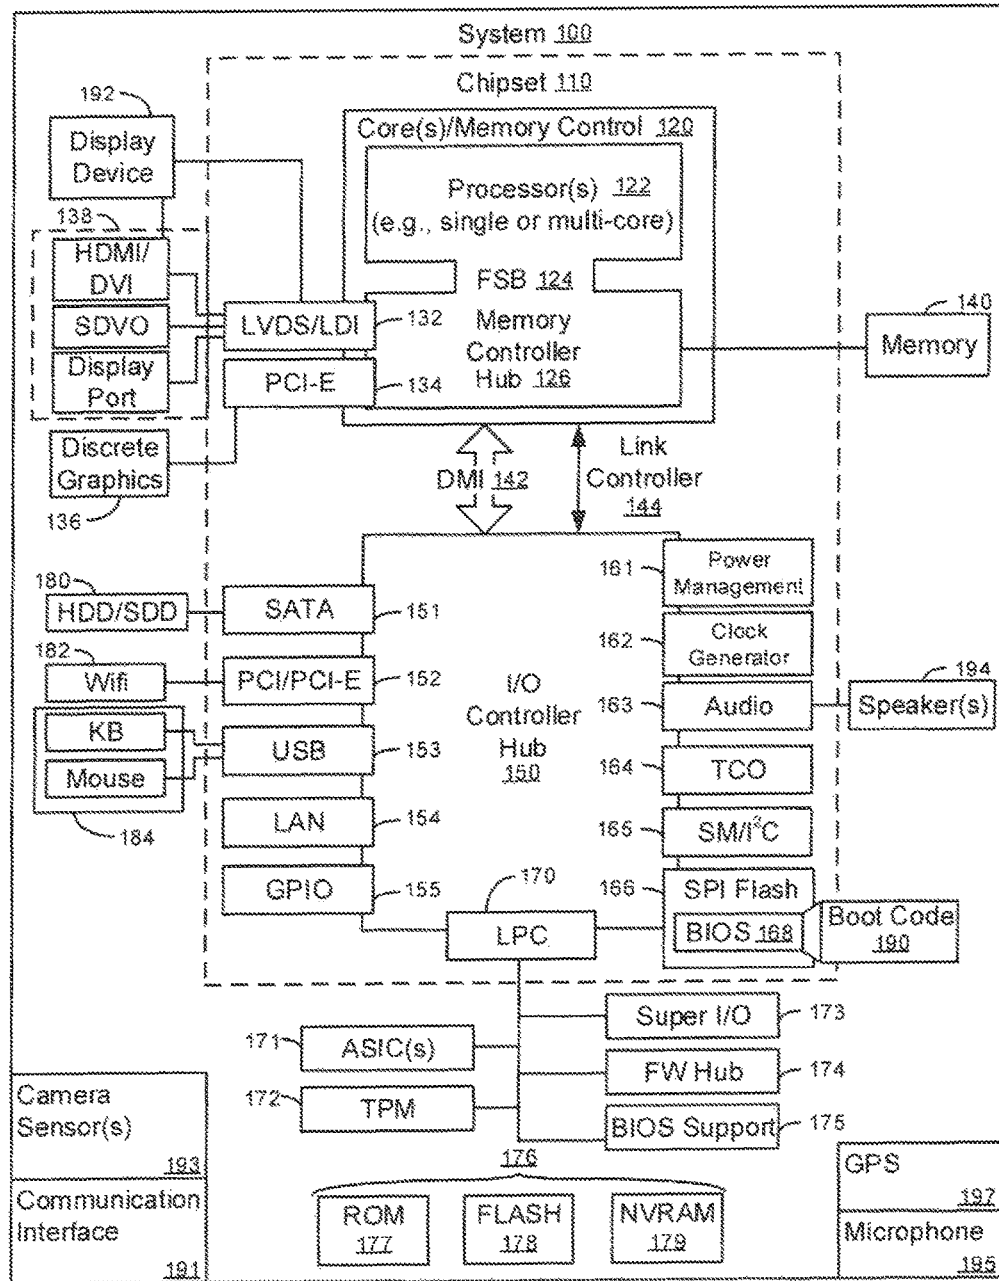 System 100
Chipset 110
192
Display
Device
Core(s)/Memory Control 120
Processor(s) 122
(e.g., single or multi-core)
138
HDMI/
DVI
SDVO
Display
Port
FSB 124
LVDS/LDI
132
PCI-E
134
Memory
Controller
Hub 126
140
Memory
Discrete
Graphics
136
DMI 142
Link
Controller
144
180
HDD/SDD
SATA
151
182
Wifi
PCI/PCI-E
152
KB
Mouse
184
USB
153
LAN
154
GPIO
155
I/O
Controller
Hub
150
161
Power
Management
162
Clock
Generator
163
Audio
194
Speaker(s)
164
TCO
165
SM/I²C
166
SPI Flash
BIOS 168
Boot Code
190
170
LPC
171
ASIC(s)
172
TPM
Super I/O
173
FW Hub
174
BIOS Support
175
176
ROM
177
FLASH
178
NVRAM
179
Camera
Sensor(s)
193
Communication
Interface
191
GPS
197
Microphone
195